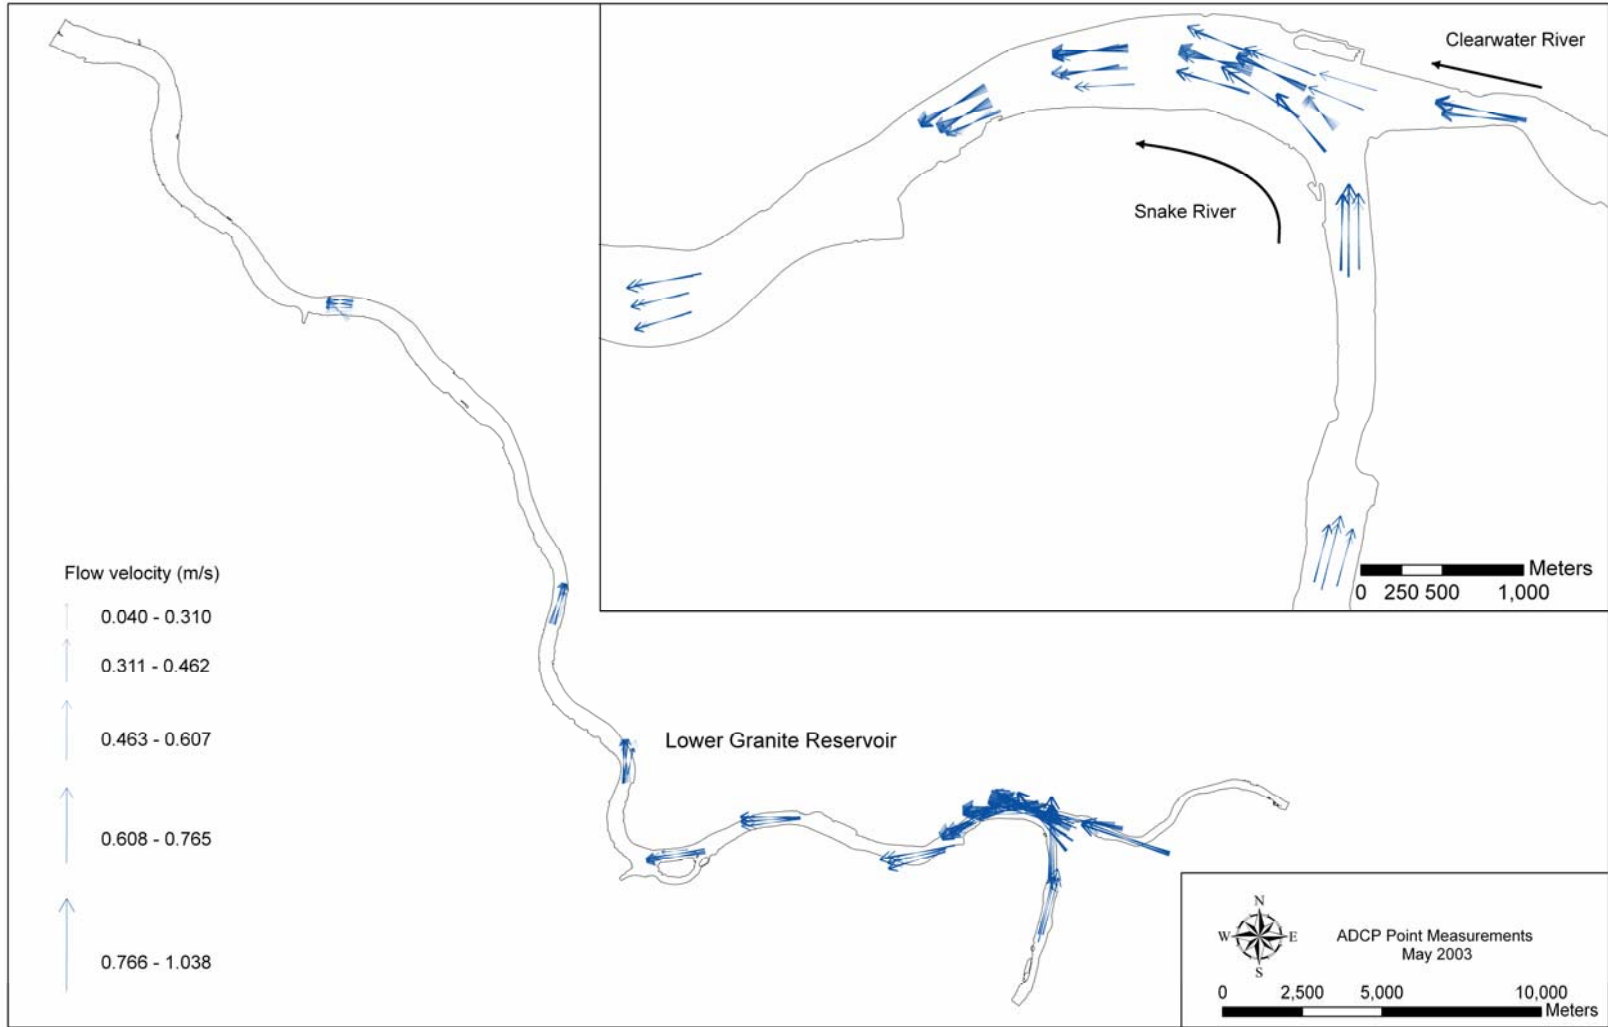 Clearwater River
Snake River
Meters
0 250 500 1,000
Flow velocity (m/s)
0.040 - 0.310
0.311 - 0.462
0.463 - 0.607
0.608 - 0.765
0.766 - 1.038
Lower Granite Reservoir
N
W E
S
ADCP Point Measurements
May 2003
0 2,500 5,000 10,000
Meters